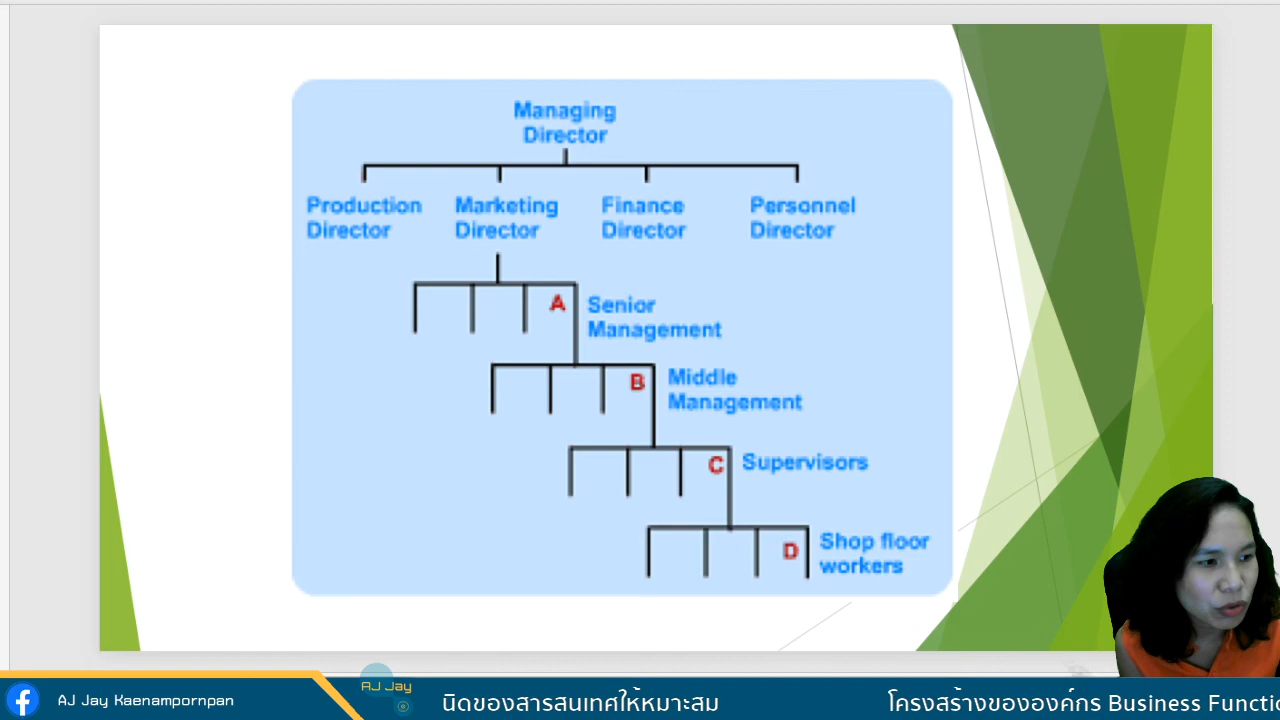 Managing
Director
Production
Director
Marketing
Director
Finance
Director
Personnel
Director
A
Senior
Management
B
Middle
Management
C
Supervisors
D
Shop floor
workers
AJ Jay Kaenampornpan
AJ Jay
นิดของสารสนเทศให้หมาะสม
โครงสร้างขององค์กร Business Functio